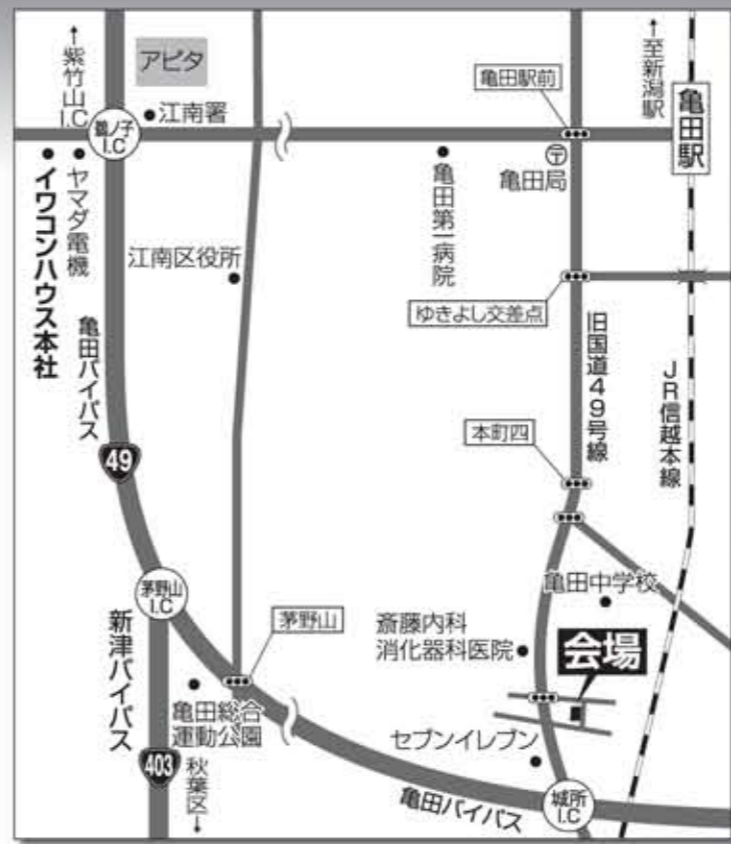 ↑紫竹山I.C
アピタ
江南署
鵜ノ子
I.C
ヤマダ電機
イワコンハウス本社
亀田バイパス
49
江南区役所
亀田駅前
〒
亀田局
亀田第一病院
↑至新潟駅
亀田駅
ゆきよし交差点
旧国道49号線
JR信越本線
本町四
亀田中学校
斎藤内科
消化器科医院
会場
茅野山
I.C
茅野山
新津バイパス
亀田総合
運動公園
403
秋葉区↓
セブンイレブン
亀田バイパス
城所
I.C